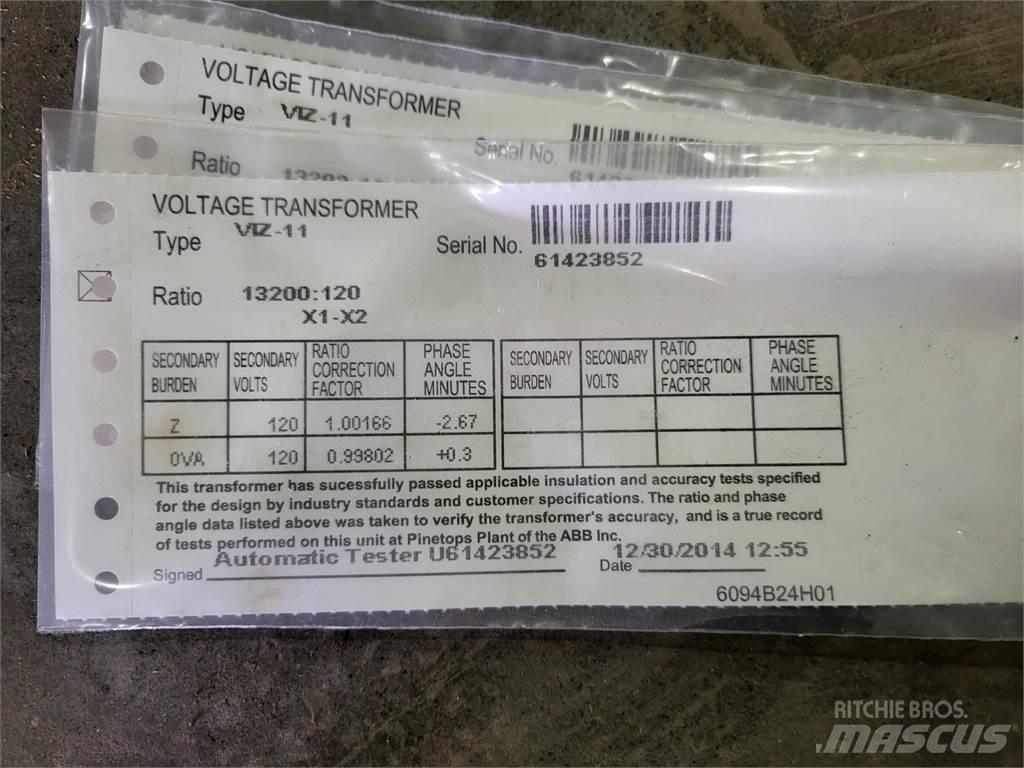 VOLTAGE TRANSFORMER
Type VIZ-11
Serial No.
Ratio
VOLTAGE TRANSFORMER
Type VIZ-11
Serial No. 61423852
Ratio 13200:120
X1-X2
SECONDARY BURDEN SECONDARY VOLTS RATIO CORRECTION FACTOR PHASE ANGLE MINUTES SECONDARY BURDEN SECONDARY VOLTS RATIO CORRECTION FACTOR PHASE ANGLE MINUTES
Z 120 1.00166 -2.67
0VA 120 0.99802 +0.3
This transformer has sucessfully passed applicable insulation and accuracy tests specified
for the design by industry standards and customer specifications. The ratio and phase
angle data listed above was taken to verify the transformer's accuracy, and is a true record
of tests performed on this unit at Pinetops Plant of the ABB Inc.
Signed Automatic Tester U61423852 Date 12/30/2014 12:55
6094B24H01
RITCHIE BROS.
MASCUS